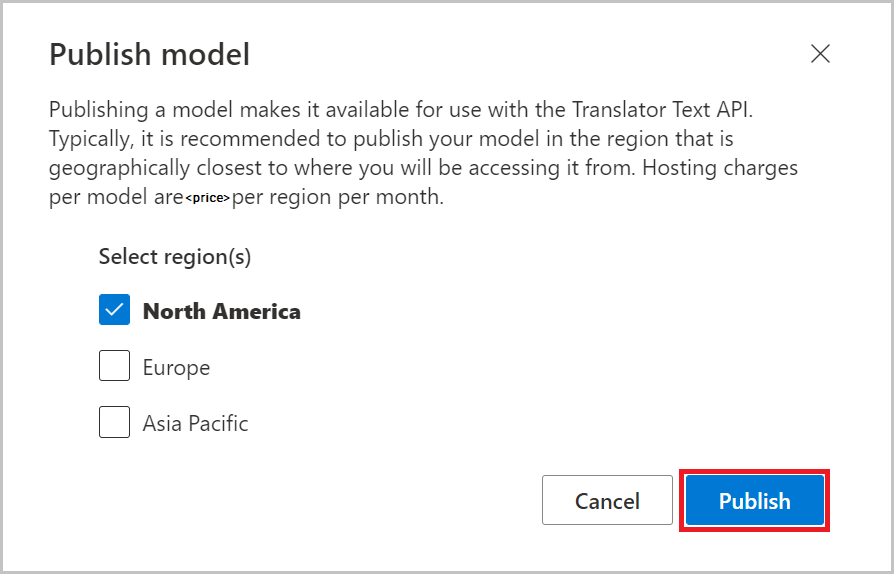 Publish model
Publishing a model makes it available for use with the Translator Text API.
Typically, it is recommended to publish your model in the region that is
geographically closest to where you will be accessing it from. Hosting charges
per model are<price>per region per month.
Select region(s)
North America
Europe
Asia Pacific
Cancel
Publish